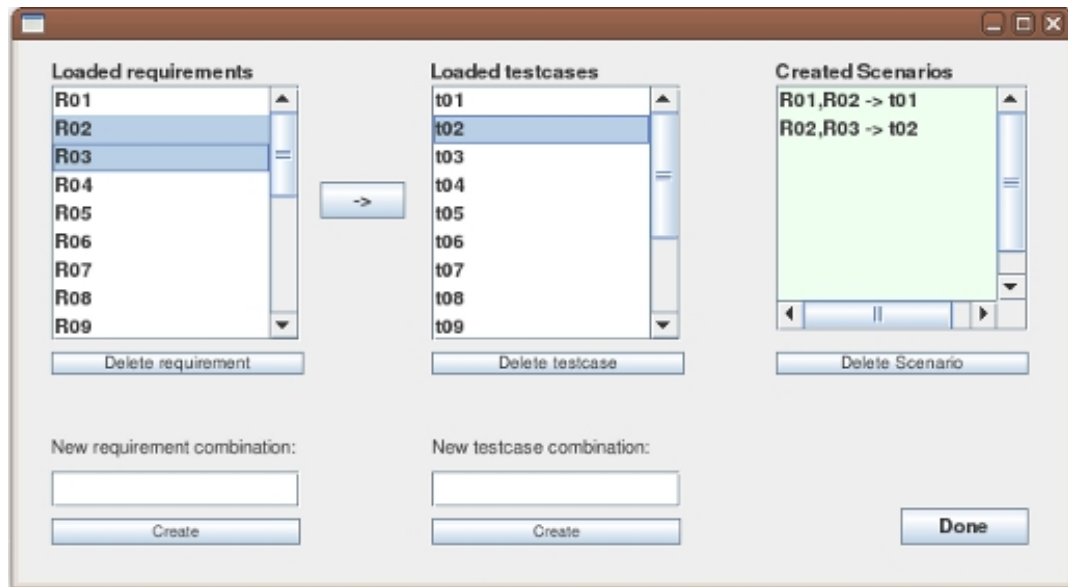 Loaded requirements
R01
R02
R03
R04
R05
R06
R07
R08
R09
Delete requirement
->
Loaded testcases
t01
t02
t03
t04
t05
t06
t07
t08
t09
Delete testcase
Created Scenarios
R01,R02 -> t01
R02,R03 -> t02
Delete Scenario
New requirement combination:
Create
New testcase combination:
Create
Done